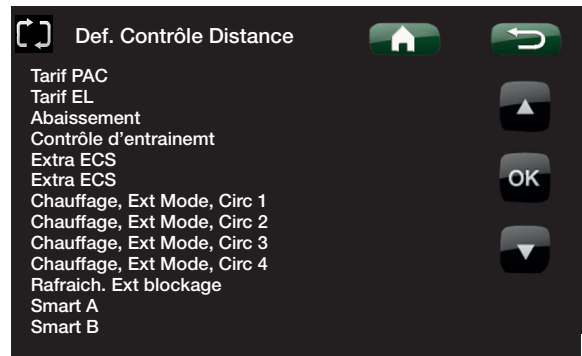 Def. Contrôle Distance
Tarif PAC
Tarif EL
Abaissement
Contrôle d'entrainemt
Extra ECS
Extra ECS
Chauffage, Ext Mode, Circ 1
Chauffage, Ext Mode, Circ 2
Chauffage, Ext Mode, Circ 3
Chauffage, Ext Mode, Circ 4
Rafraich. Ext blockage
Smart A
Smart B
OK